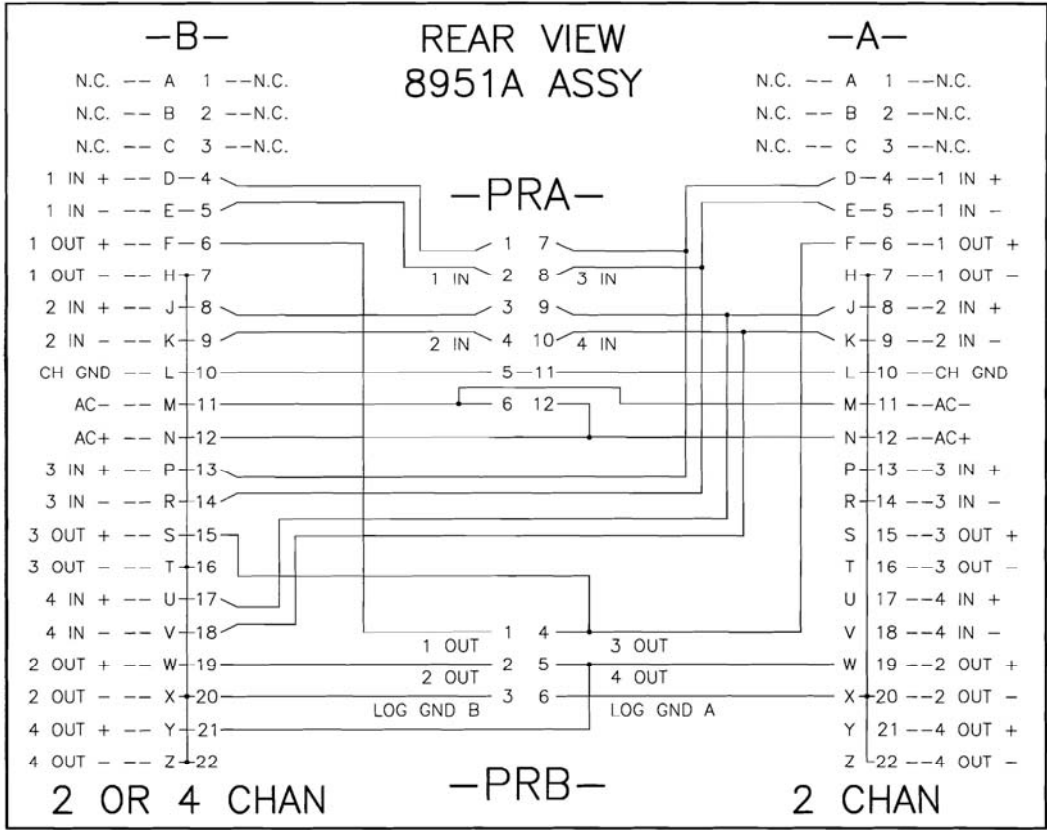 -B- REAR VIEW -A-
8951A ASSY
N.C. -- A 1 --N.C. N.C. -- A 1 --N.C.
N.C. -- B 2 --N.C. N.C. -- B 2 --N.C.
N.C. -- C 3 --N.C. N.C. -- C 3 --N.C.
1 IN + -- D-4 D-4 --1 IN +
-PRA-
1 IN - -- E-5 E-5 --1 IN -
1 OUT + -- F-6 1 7 F-6 --1 OUT +
1 OUT - -- H-7 1 IN 2 8 3 IN H-7 --1 OUT -
2 IN + -- J-8 3 9 J-8 --2 IN +
2 IN - -- K-9 2 IN 4 10 4 IN K-9 --2 IN -
CH GND -- L-10 5-11 L-10 --CH GND
AC- -- M-11 6 12 M-11 --AC-
AC+ -- N-12 N-12 --AC+
3 IN + -- P-13 P-13 --3 IN +
3 IN - -- R-14 R-14 --3 IN -
3 OUT + -- S-15 S 15 --3 OUT +
3 OUT - -- T-16 T 16 --3 OUT -
4 IN + -- U-17 U 17 --4 IN +
4 IN - -- V-18 1 4 V 18 --4 IN -
1 OUT 3 OUT
2 OUT + -- W-19 2 5 W 19 --2 OUT +
2 OUT 4 OUT
2 OUT - -- X-20 3 6 X-20 --2 OUT -
LOG GND B LOG GND A
4 OUT + -- Y-21 Y 21 --4 OUT +
4 OUT - -- Z-22 Z-22 --4 OUT -
2 OR 4 CHAN -PRB- 2 CHAN